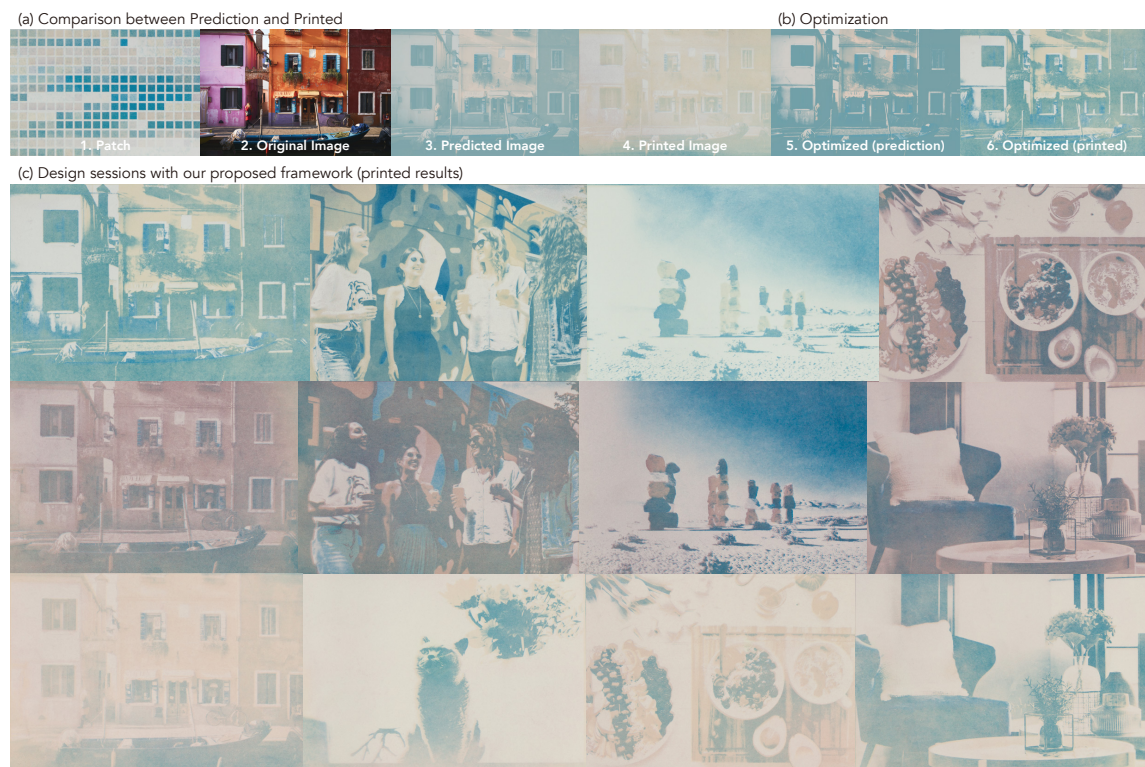 (a) Comparison between Prediction and Printed
(b) Optimization
1. Patch
2. Original Image
3. Predicted Image
4. Printed Image
5. Optimized (prediction)
6. Optimized (printed)
(c) Design sessions with our proposed framework (printed results)